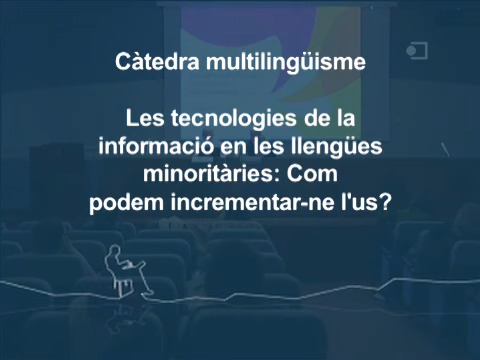 Càtedra multilingüisme
Les tecnologies de la
informació en les llengües
minoritàries: Com
podem incrementar-ne l'us?